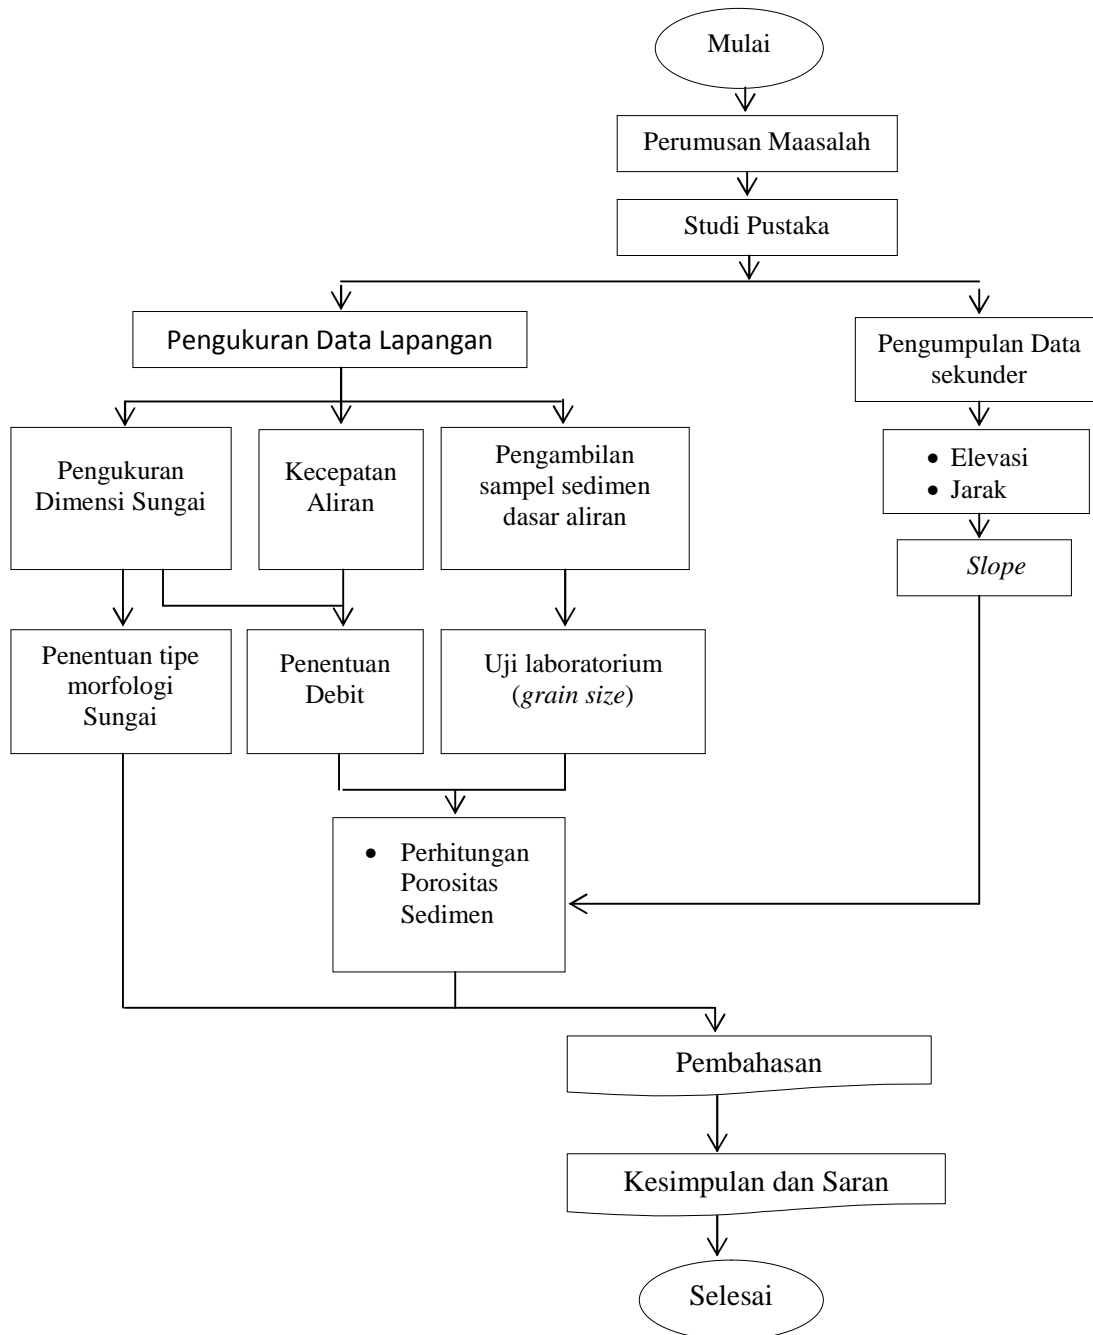 Mulai
Perumusan Maasalah
Studi Pustaka
Pengukuran Data Lapangan
Pengumpulan Data
sekunder
Pengukuran
Dimensi Sungai
Kecepatan
Aliran
Pengambilan
sampel sedimen
dasar aliran
• Elevasi
• Jarak
Slope
Penentuan tipe
morfologi
Sungai
Penentuan
Debit
Uji laboratorium
(grain size)
• Perhitungan
Porositas
Sedimen
Pembahasan
Kesimpulan dan Saran
Selesai